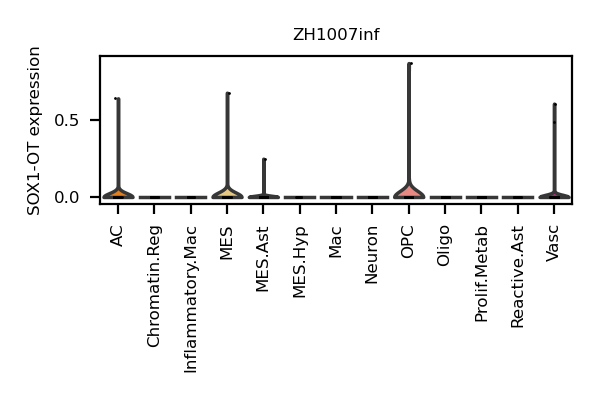 ZH1007inf
SOX1-OT expression
0.5
0.0
AC
Chromatin.Reg
Inflammatory.Mac
MES
MES.Ast
MES.Hyp
Mac
Neuron
OPC
Oligo
Prolif.Metab
Reactive.Ast
Vasc